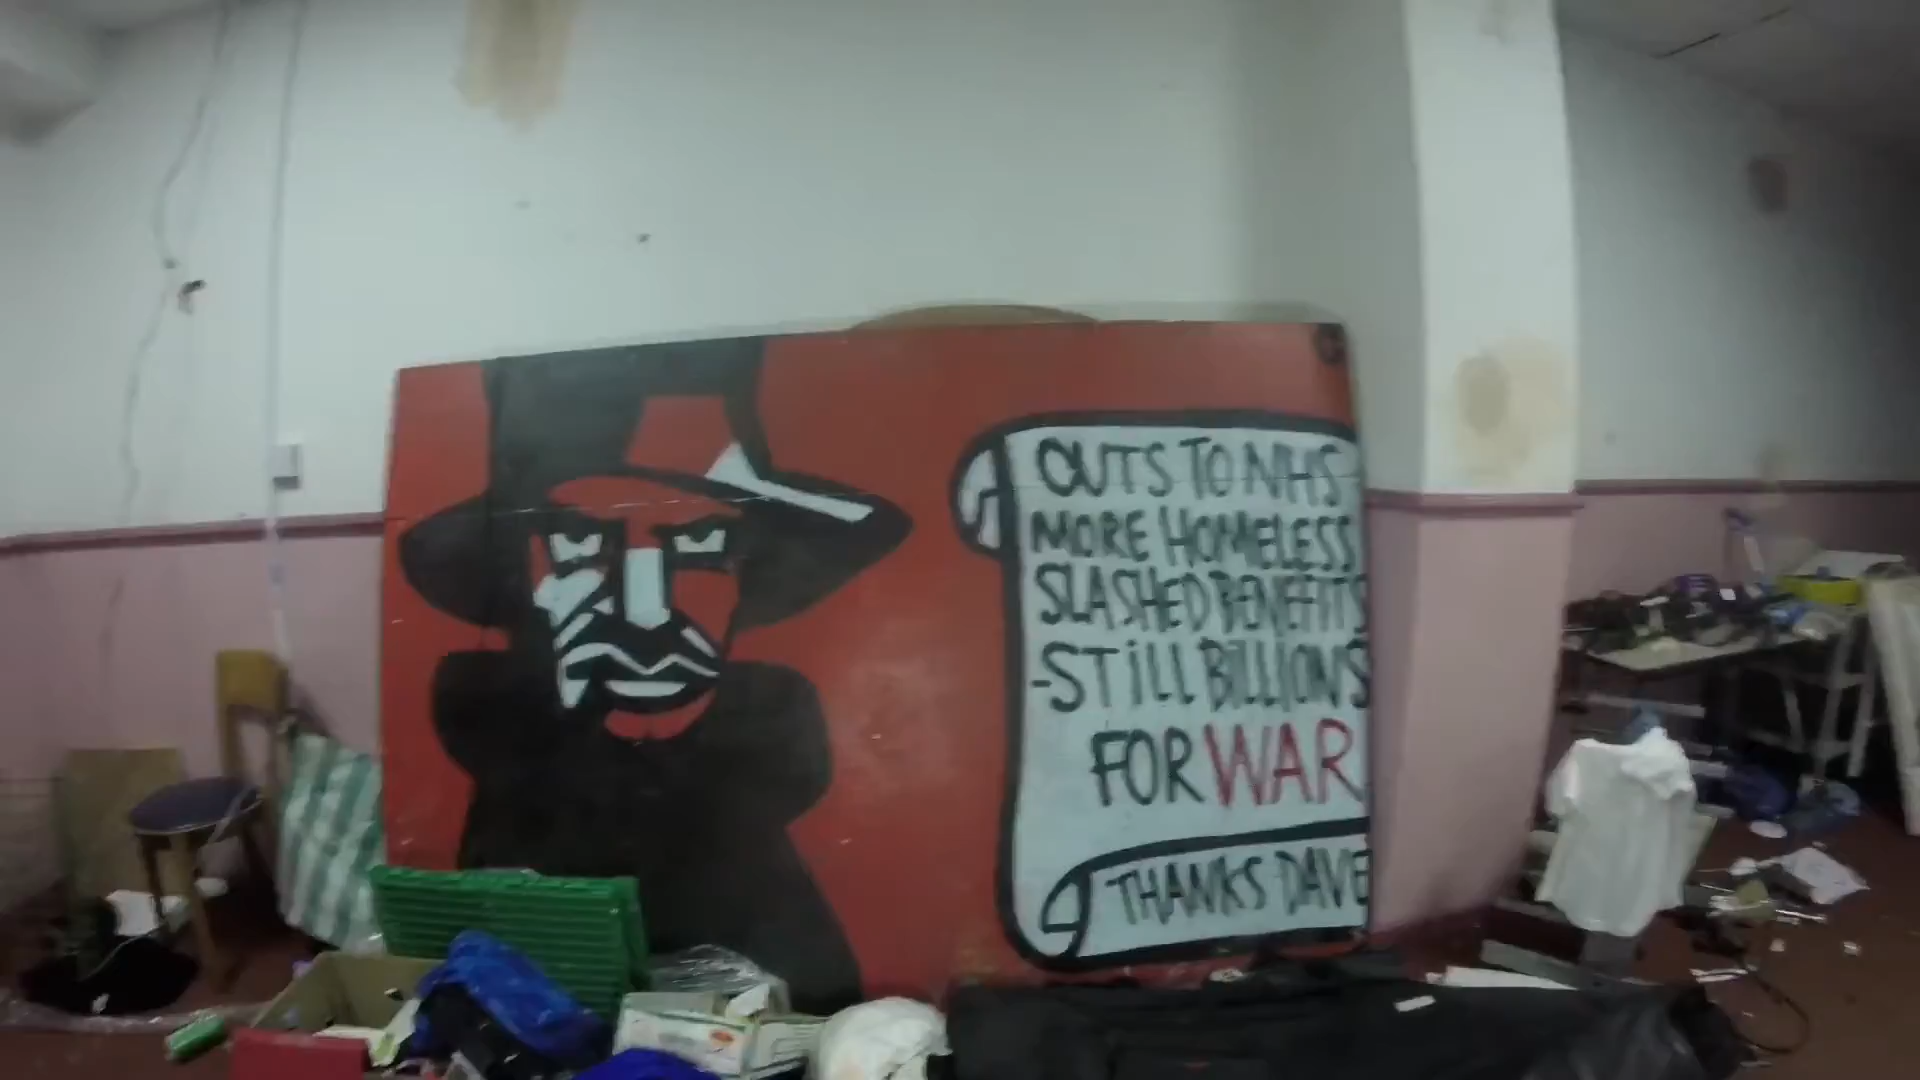 CUTS TO NHS
MORE HOMELESS
SLASHED BENEFITS
-STILL BILLIONS
FOR WAR
THANKS DAVE